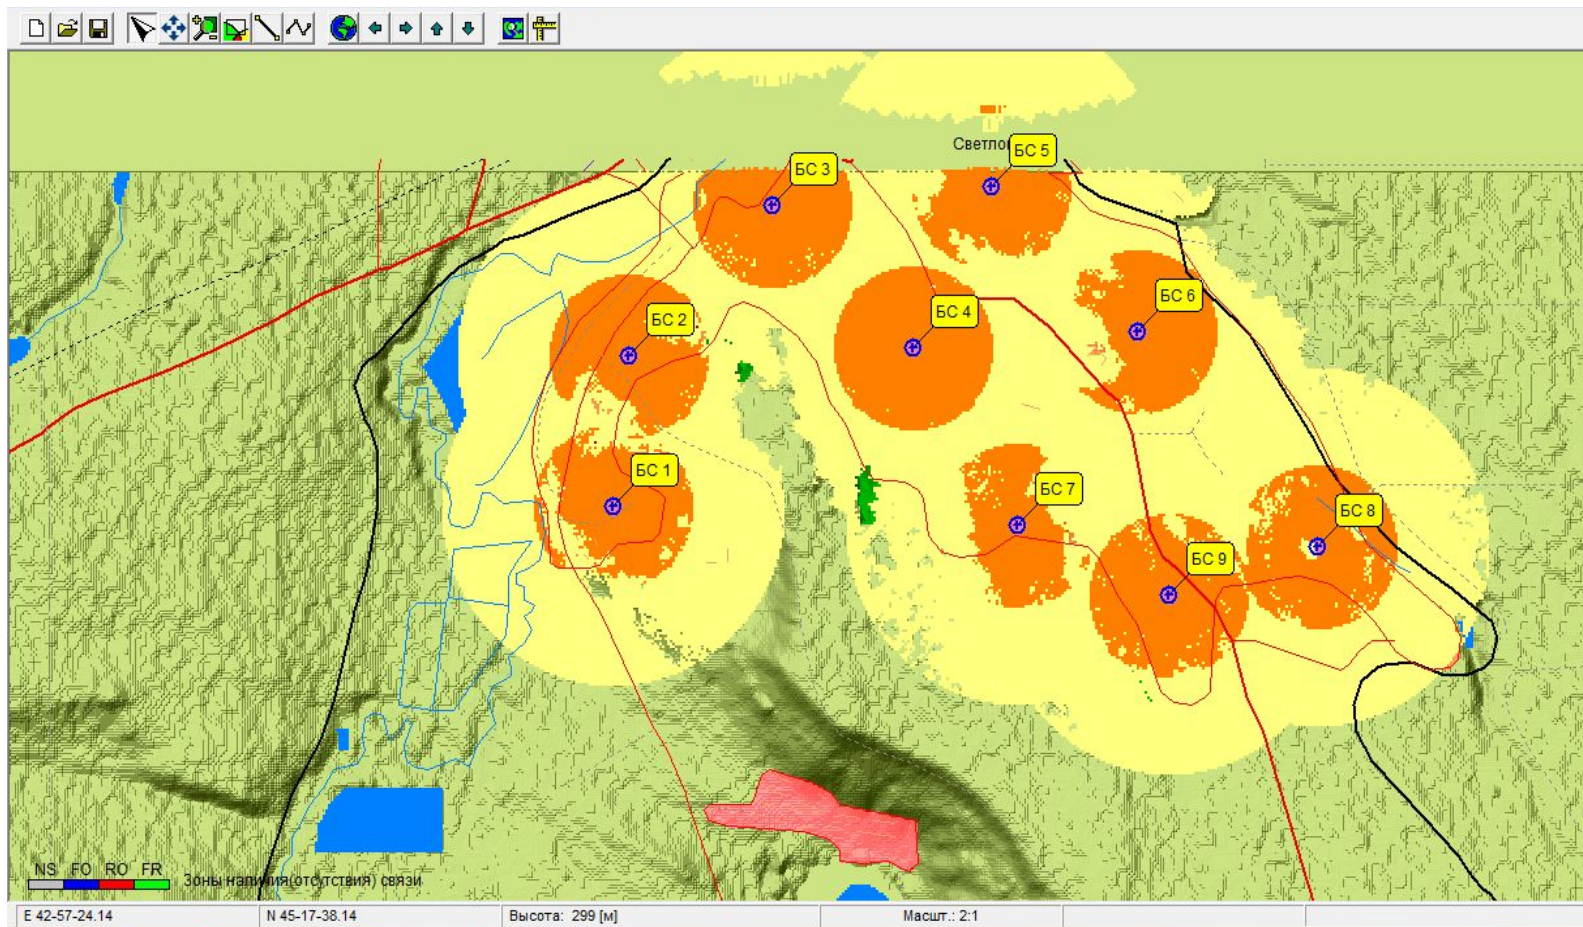 Светло
БС 5
БС 3
БС 6
БС 4
БС 2
БС 1
БС 7
БС 8
БС 9
NS FO RO FR
Зоны наличия(отсутствия) связи
E 42-57-24.14 N 45-17-38.14 Высота: 299 [м] Масшт.: 2:1